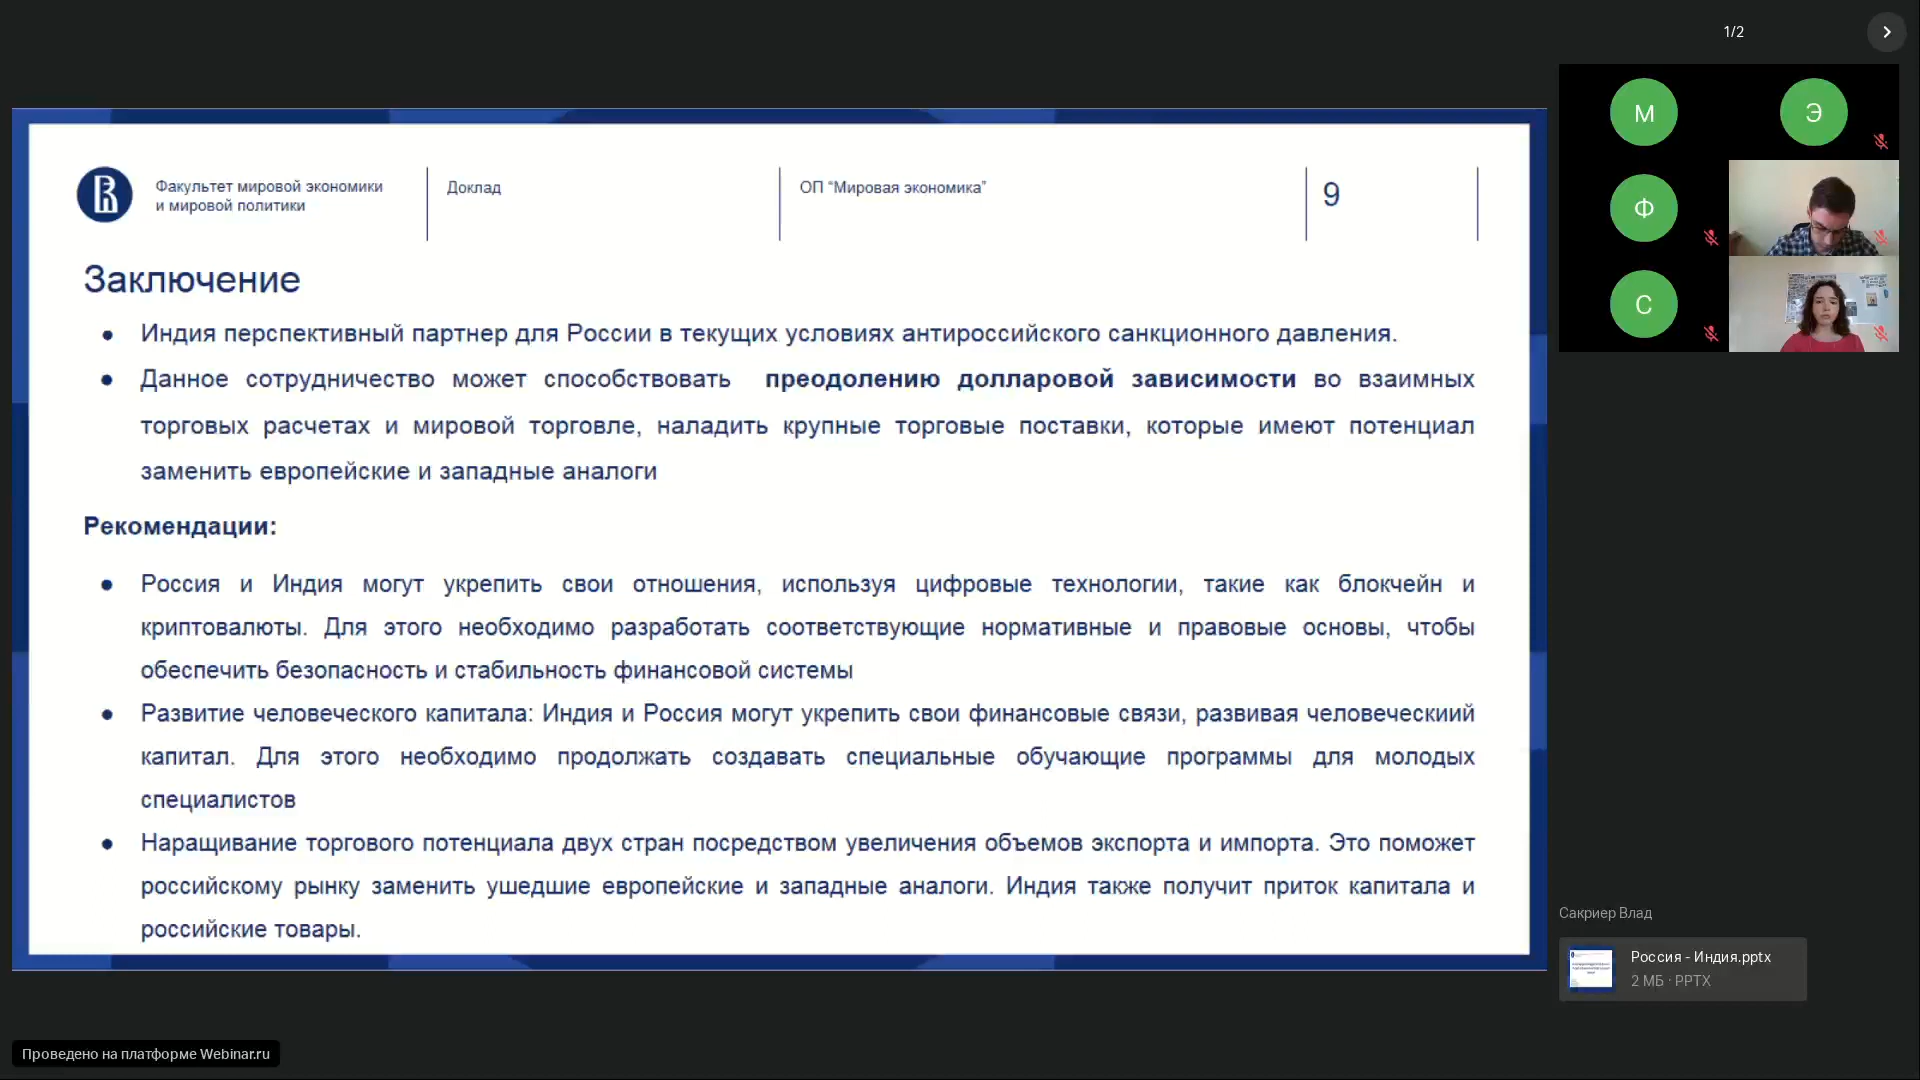 1/2
М
Э
Ф
С
Факультет мировой экономики
и мировой политики
Доклад
ОП “Мировая экономика”
9
Заключение
● Индия перспективный партнер для России в текущих условиях антироссийского санкционного давления.
● Данное сотрудничество может способствовать преодолению долларовой зависимости во взаимных
торговых расчетах и мировой торговле, наладить крупные торговые поставки, которые имеют потенциал
заменить европейские и западные аналоги
Рекомендации:
● Россия и Индия могут укрепить свои отношения, используя цифровые технологии, такие как блокчейн и
криптовалюты. Для этого необходимо разработать соответствующие нормативные и правовые основы, чтобы
обеспечить безопасность и стабильность финансовой системы
● Развитие человеческого капитала: Индия и Россия могут укрепить свои финансовые связи, развивая человеческиий
капитал. Для этого необходимо продолжать создавать специальные обучающие программы для молодых
специалистов
● Наращивание торгового потенциала двух стран посредством увеличения объемов экспорта и импорта. Это поможет
российскому рынку заменить ушедшие европейские и западные аналоги. Индия также получит приток капитала и
российские товары.
Сакриер Влад
Россия - Индия.pptx
2 МБ · PPTX
Проведено на платформе Webinar.ru